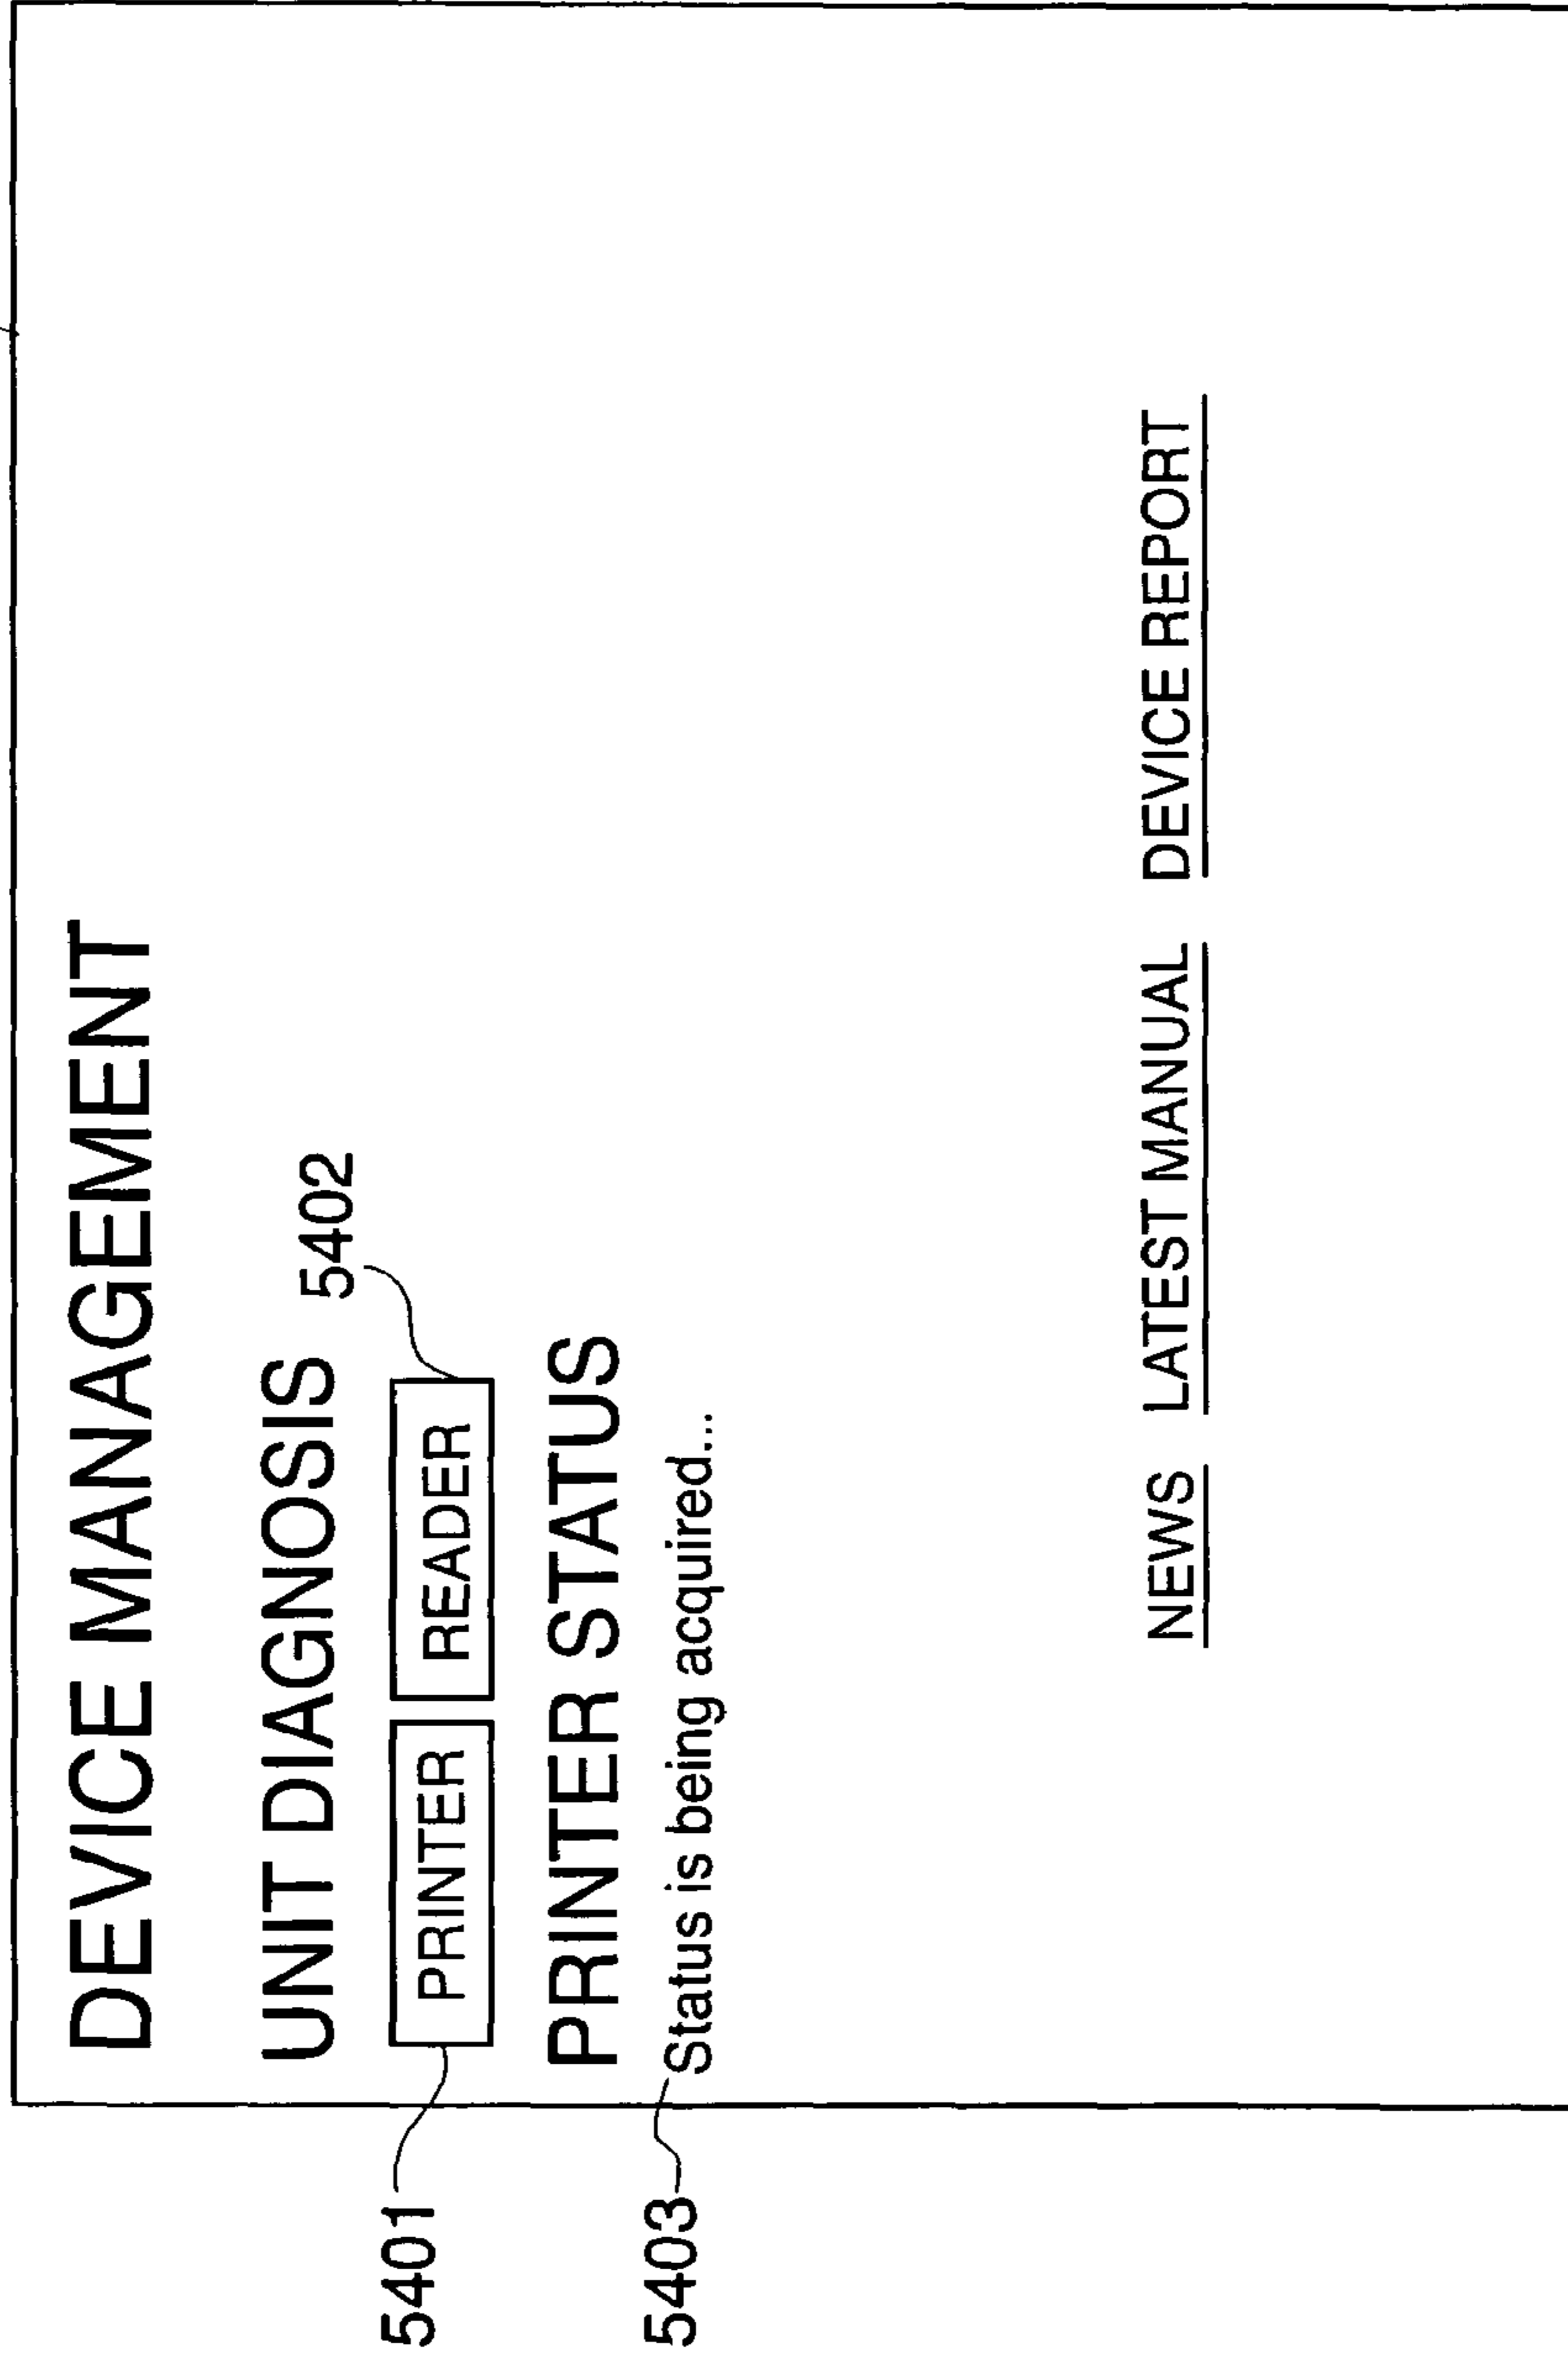 DEVICE MANAGEMENT
UNIT DIAGNOSIS
5402
5401
PRINTER
READER
PRINTER STATUS
5403
Status is being acquired...
NEWS
LATEST MANUAL
DEVICE REPORT